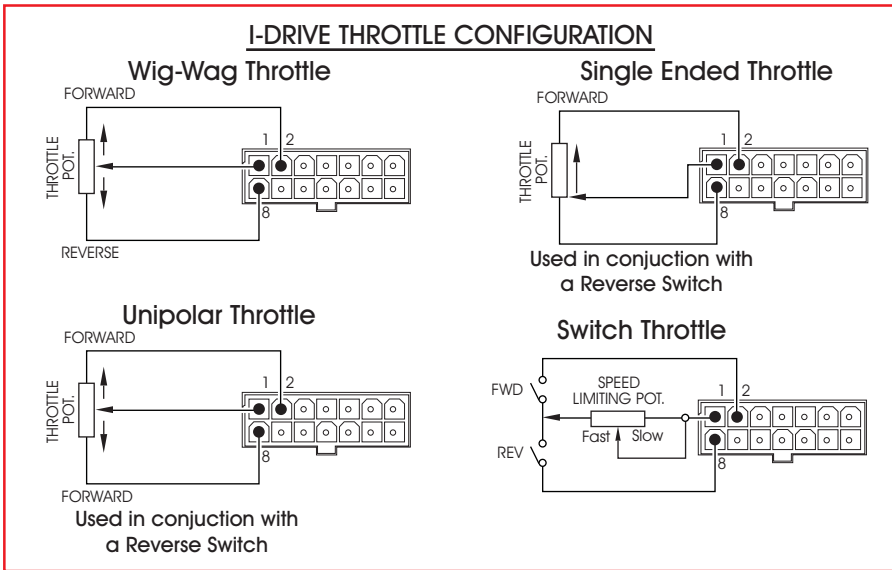 I-DRIVE THROTTLE CONFIGURATION
Wig-Wag Throttle
FORWARD
THROTTLE
POT.
1 2
8
REVERSE
Single Ended Throttle
FORWARD
THROTTLE
POT.
1 2
8
Used in conjuction with
a Reverse Switch
Unipolar Throttle
FORWARD
THROTTLE
POT.
1 2
8
FORWARD
Used in conjuction with
a Reverse Switch
Switch Throttle
FWD
SPEED
LIMITING POT.
Fast Slow
REV
1 2
8